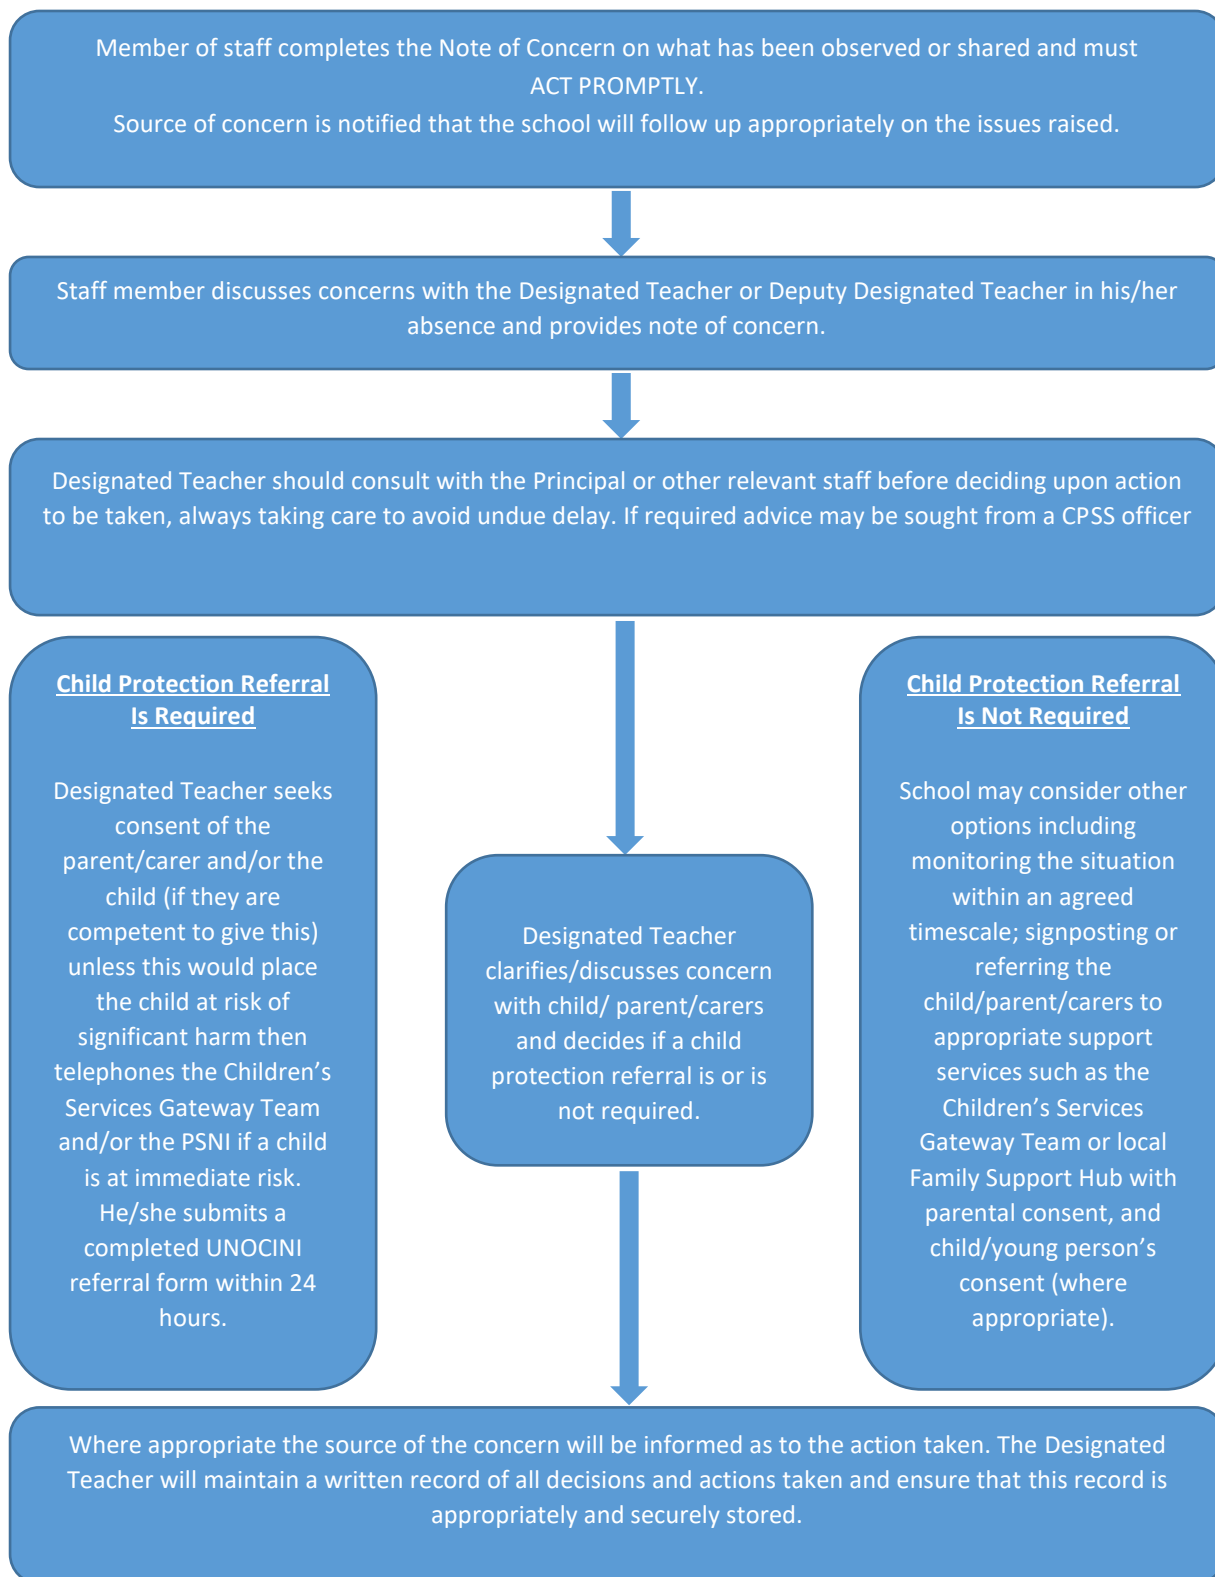 Member of staff completes the Note of Concern on what has been observed or shared and must
ACT PROMPTLY.
Source of concern is notified that the school will follow up appropriately on the issues raised.
Staff member discusses concerns with the Designated Teacher or Deputy Designated Teacher in his/her
absence and provides note of concern.
Designated Teacher should consult with the Principal or other relevant staff before deciding upon action
to be taken, always taking care to avoid undue delay. If required advice may be sought from a CPSS officer
Child Protection Referral
Is Required
Designated Teacher seeks
consent of the
parent/carer and/or the
child (if they are
competent to give this)
unless this would place
the child at risk of
significant harm then
telephones the Children’s
Services Gateway Team
and/or the PSNI if a child
is at immediate risk.
He/she submits a
completed UNOCINI
referral form within 24
hours.
Designated Teacher
clarifies/discusses concern
with child/ parent/carers
and decides if a child
protection referral is or is
not required.
Child Protection Referral
Is Not Required
School may consider other
options including
monitoring the situation
within an agreed
timescale; signposting or
referring the
child/parent/carers to
appropriate support
services such as the
Children’s Services
Gateway Team or local
Family Support Hub with
parental consent, and
child/young person’s
consent (where
appropriate).
Where appropriate the source of the concern will be informed as to the action taken. The Designated
Teacher will maintain a written record of all decisions and actions taken and ensure that this record is
appropriately and securely stored.